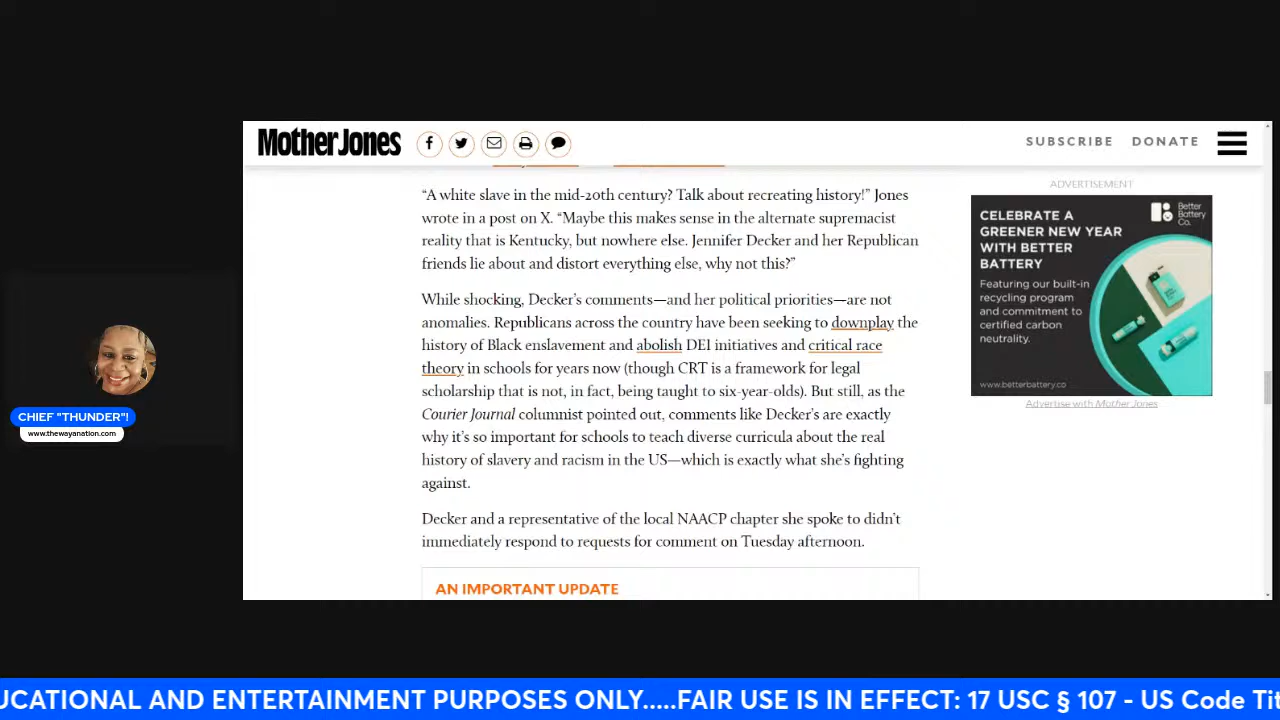 MotherJones
SUBSCRIBE DONATE
“A white slave in the mid-20th century? Talk about recreating history!” Jones
wrote in a post on X. “Maybe this makes sense in the alternate supremacist
reality that is Kentucky, but nowhere else. Jennifer Decker and her Republican
friends lie about and distort everything else, why not this?”
While shocking, Decker’s comments—and her political priorities—are not
anomalies. Republicans across the country have been seeking to downplay the
history of Black enslavement and abolish DEI initiatives and critical race
theory in schools for years now (though CRT is a framework for legal
scholarship that is not, in fact, being taught to six-year-olds). But still, as the
Courier Journal columnist pointed out, comments like Decker’s are exactly
why it’s so important for schools to teach diverse curricula about the real
history of slavery and racism in the US—which is exactly what she’s fighting
against.
Decker and a representative of the local NAACP chapter she spoke to didn’t
immediately respond to requests for comment on Tuesday afternoon.
AN IMPORTANT UPDATE
ADVERTISEMENT
Better
Battery
Co.
CELEBRATE A
GREENER NEW YEAR
WITH BETTER
BATTERY
Featuring our built-in
recycling program
and commitment to
certified carbon
neutrality.
www.betterbattery.co
Advertise with Mother Jones
CHIEF "THUNDER"!
www.thewayanation.com
UCATIONAL AND ENTERTAINMENT PURPOSES ONLY.....FAIR USE IS IN EFFECT: 17 USC § 107 - US Code Tit